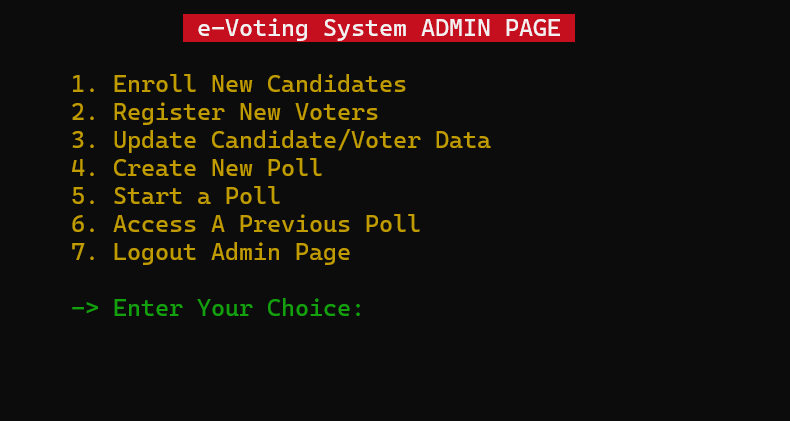 e-Voting System ADMIN PAGE
1. Enroll New Candidates
2. Register New Voters
3. Update Candidate/Voter Data
4. Create New Poll
5. Start a Poll
6. Access A Previous Poll
7. Logout Admin Page
-> Enter Your Choice: